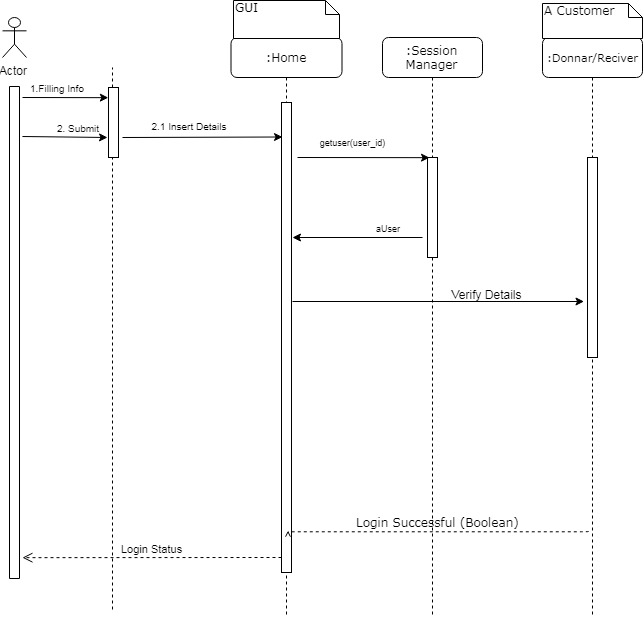 GUI
A Customer
:Home
:Session
Manager
:Donnar/Reciver
Actor
1.Filling Info
2. Submit
2.1 Insert Details
getuser(user_id)
aUser
Verify Details
Login Successful (Boolean)
Login Status